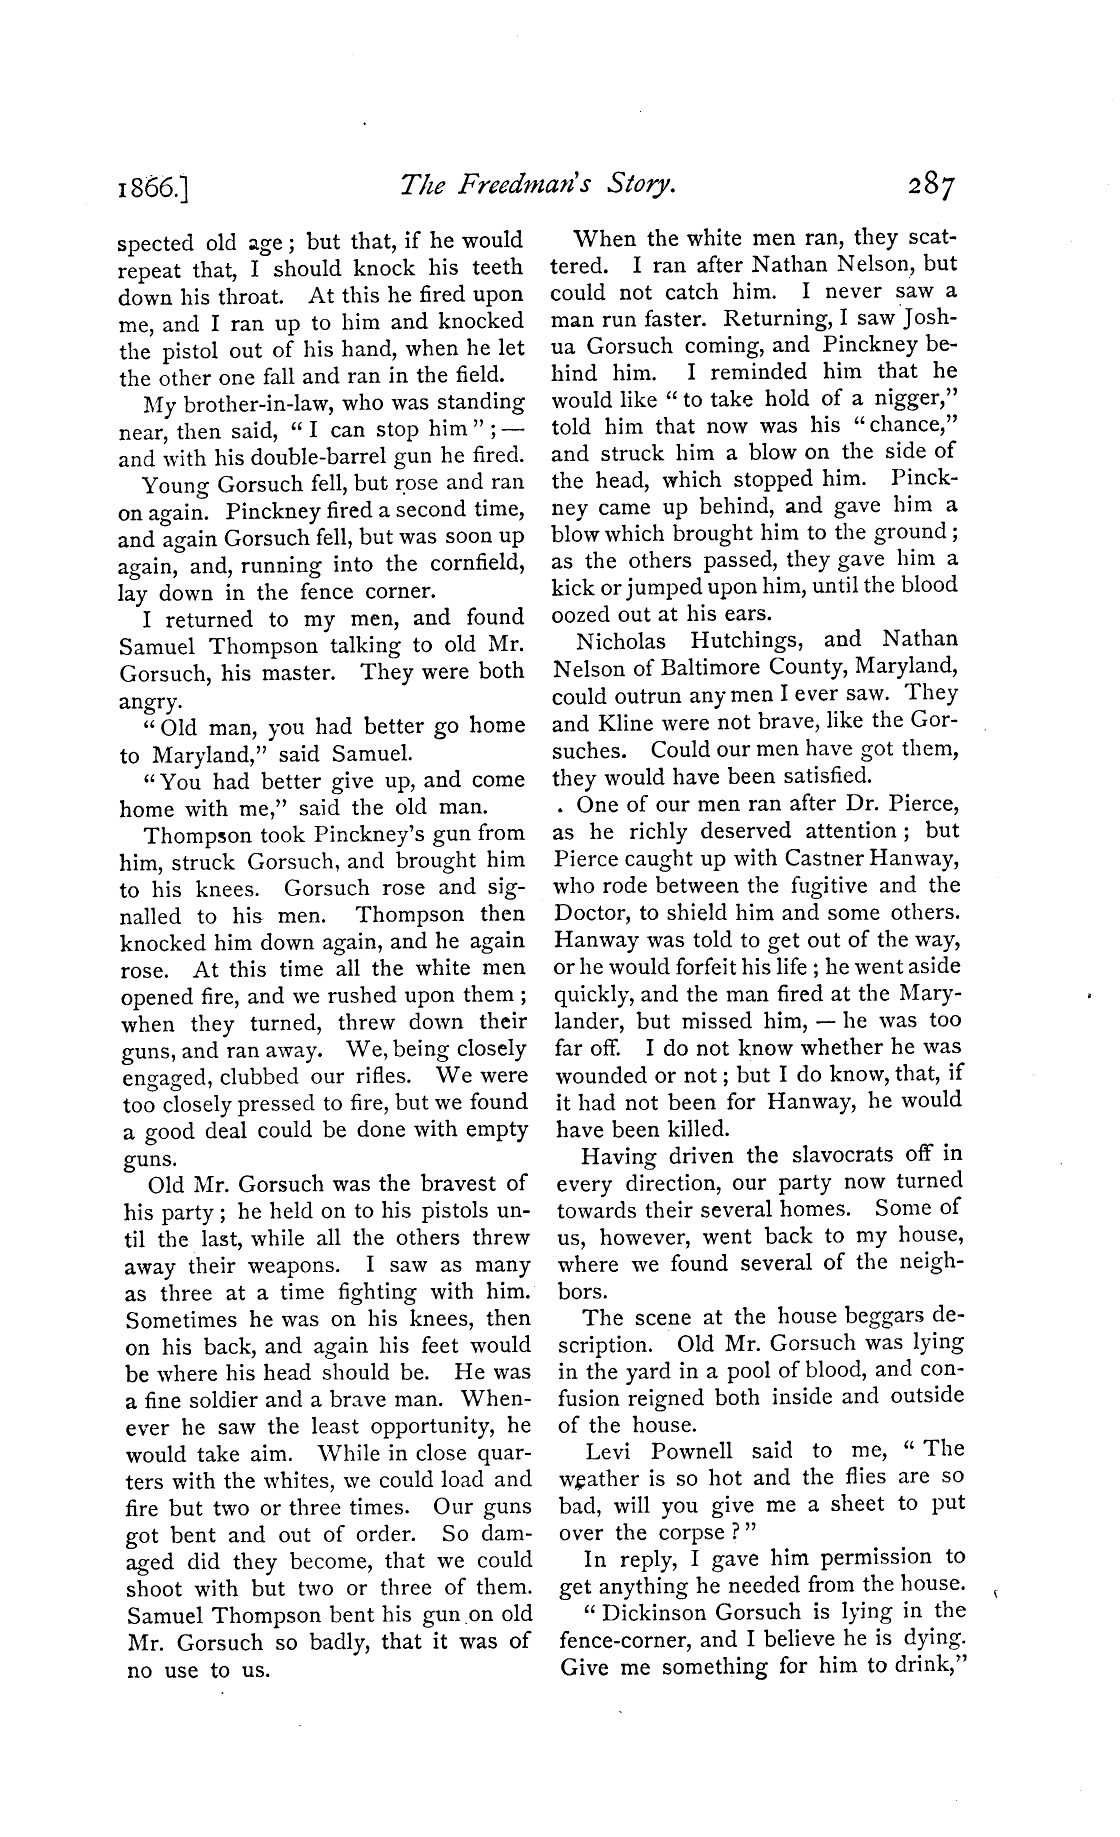 1866.] The Freedman's Story. 287
spected old age; but that, if he would
repeat that, I should knock his teeth
down his throat. At this he fired upon
me, and I ran up to him and knocked
the pistol out of his hand, when he let
the other one fall and ran in the field.
My brother-in-law, who was standing
near, then said, "I can stop him"; —
and with his double-barrel gun he fired.
Young Gorsuch fell, but rose and ran
on again. Pinckney fired a second time,
and again Gorsuch fell, but was soon up
again, and, running into the cornfield,
lay down in the fence corner.
I returned to my men, and found
Samuel Thompson talking to old Mr.
Gorsuch, his master. They were both
angry.
"Old man, you had better go home
to Maryland," said Samuel.
"You had better give up, and come
home with me," said the old man.
Thompson took Pinckney's gun from
him, struck Gorsuch, and brought him
to his knees. Gorsuch rose and sig-
nalled to his men. Thompson then
knocked him down again, and he again
rose. At this time all the white men
opened fire, and we rushed upon them;
when they turned, threw down their
guns, and ran away. We, being closely
engaged, clubbed our rifles. We were
too closely pressed to fire, but we found
a good deal could be done with empty
guns.
Old Mr. Gorsuch was the bravest of
his party; he held on to his pistols un-
til the last, while all the others threw
away their weapons. I saw as many
as three at a time fighting with him.
Sometimes he was on his knees, then
on his back, and again his feet would
be where his head should be. He was
a fine soldier and a brave man. When-
ever he saw the least opportunity, he
would take aim. While in close quar-
ters with the whites, we could load and
fire but two or three times. Our guns
got bent and out of order. So dam-
aged did they become, that we could
shoot with but two or three of them.
Samuel Thompson bent his gun on old
Mr. Gorsuch so badly, that it was of
no use to us.
When the white men ran, they scat-
tered. I ran after Nathan Nelson, but
could not catch him. I never saw a
man run faster. Returning, I saw Josh-
ua Gorsuch coming, and Pinckney be-
hind him. I reminded him that he
would like "to take hold of a nigger,"
told him that now was his "chance,"
and struck him a blow on the side of
the head, which stopped him. Pinck-
ney came up behind, and gave him a
blow which brought him to the ground;
as the others passed, they gave him a
kick or jumped upon him, until the blood
oozed out at his ears.
Nicholas Hutchings, and Nathan
Nelson of Baltimore County, Maryland,
could outrun any men I ever saw. They
and Kline were not brave, like the Gor-
suches. Could our men have got them,
they would have been satisfied.
One of our men ran after Dr. Pierce,
as he richly deserved attention; but
Pierce caught up with Castner Hanway,
who rode between the fugitive and the
Doctor, to shield him and some others.
Hanway was told to get out of the way,
or he would forfeit his life; he went aside
quickly, and the man fired at the Mary-
lander, but missed him, — he was too
far off. I do not know whether he was
wounded or not; but I do know, that, if
it had not been for Hanway, he would
have been killed.
Having driven the slavocrats off in
every direction, our party now turned
towards their several homes. Some of
us, however, went back to my house,
where we found several of the neigh-
bors.
The scene at the house beggars de-
scription. Old Mr. Gorsuch was lying
in the yard in a pool of blood, and con-
fusion reigned both inside and outside
of the house.
Levi Pownell said to me, "The
weather is so hot and the flies are so
bad, will you give me a sheet to put
over the corpse?"
In reply, I gave him permission to
get anything he needed from the house.
"Dickinson Gorsuch is lying in the
fence-corner, and I believe he is dying.
Give me something for him to drink,"